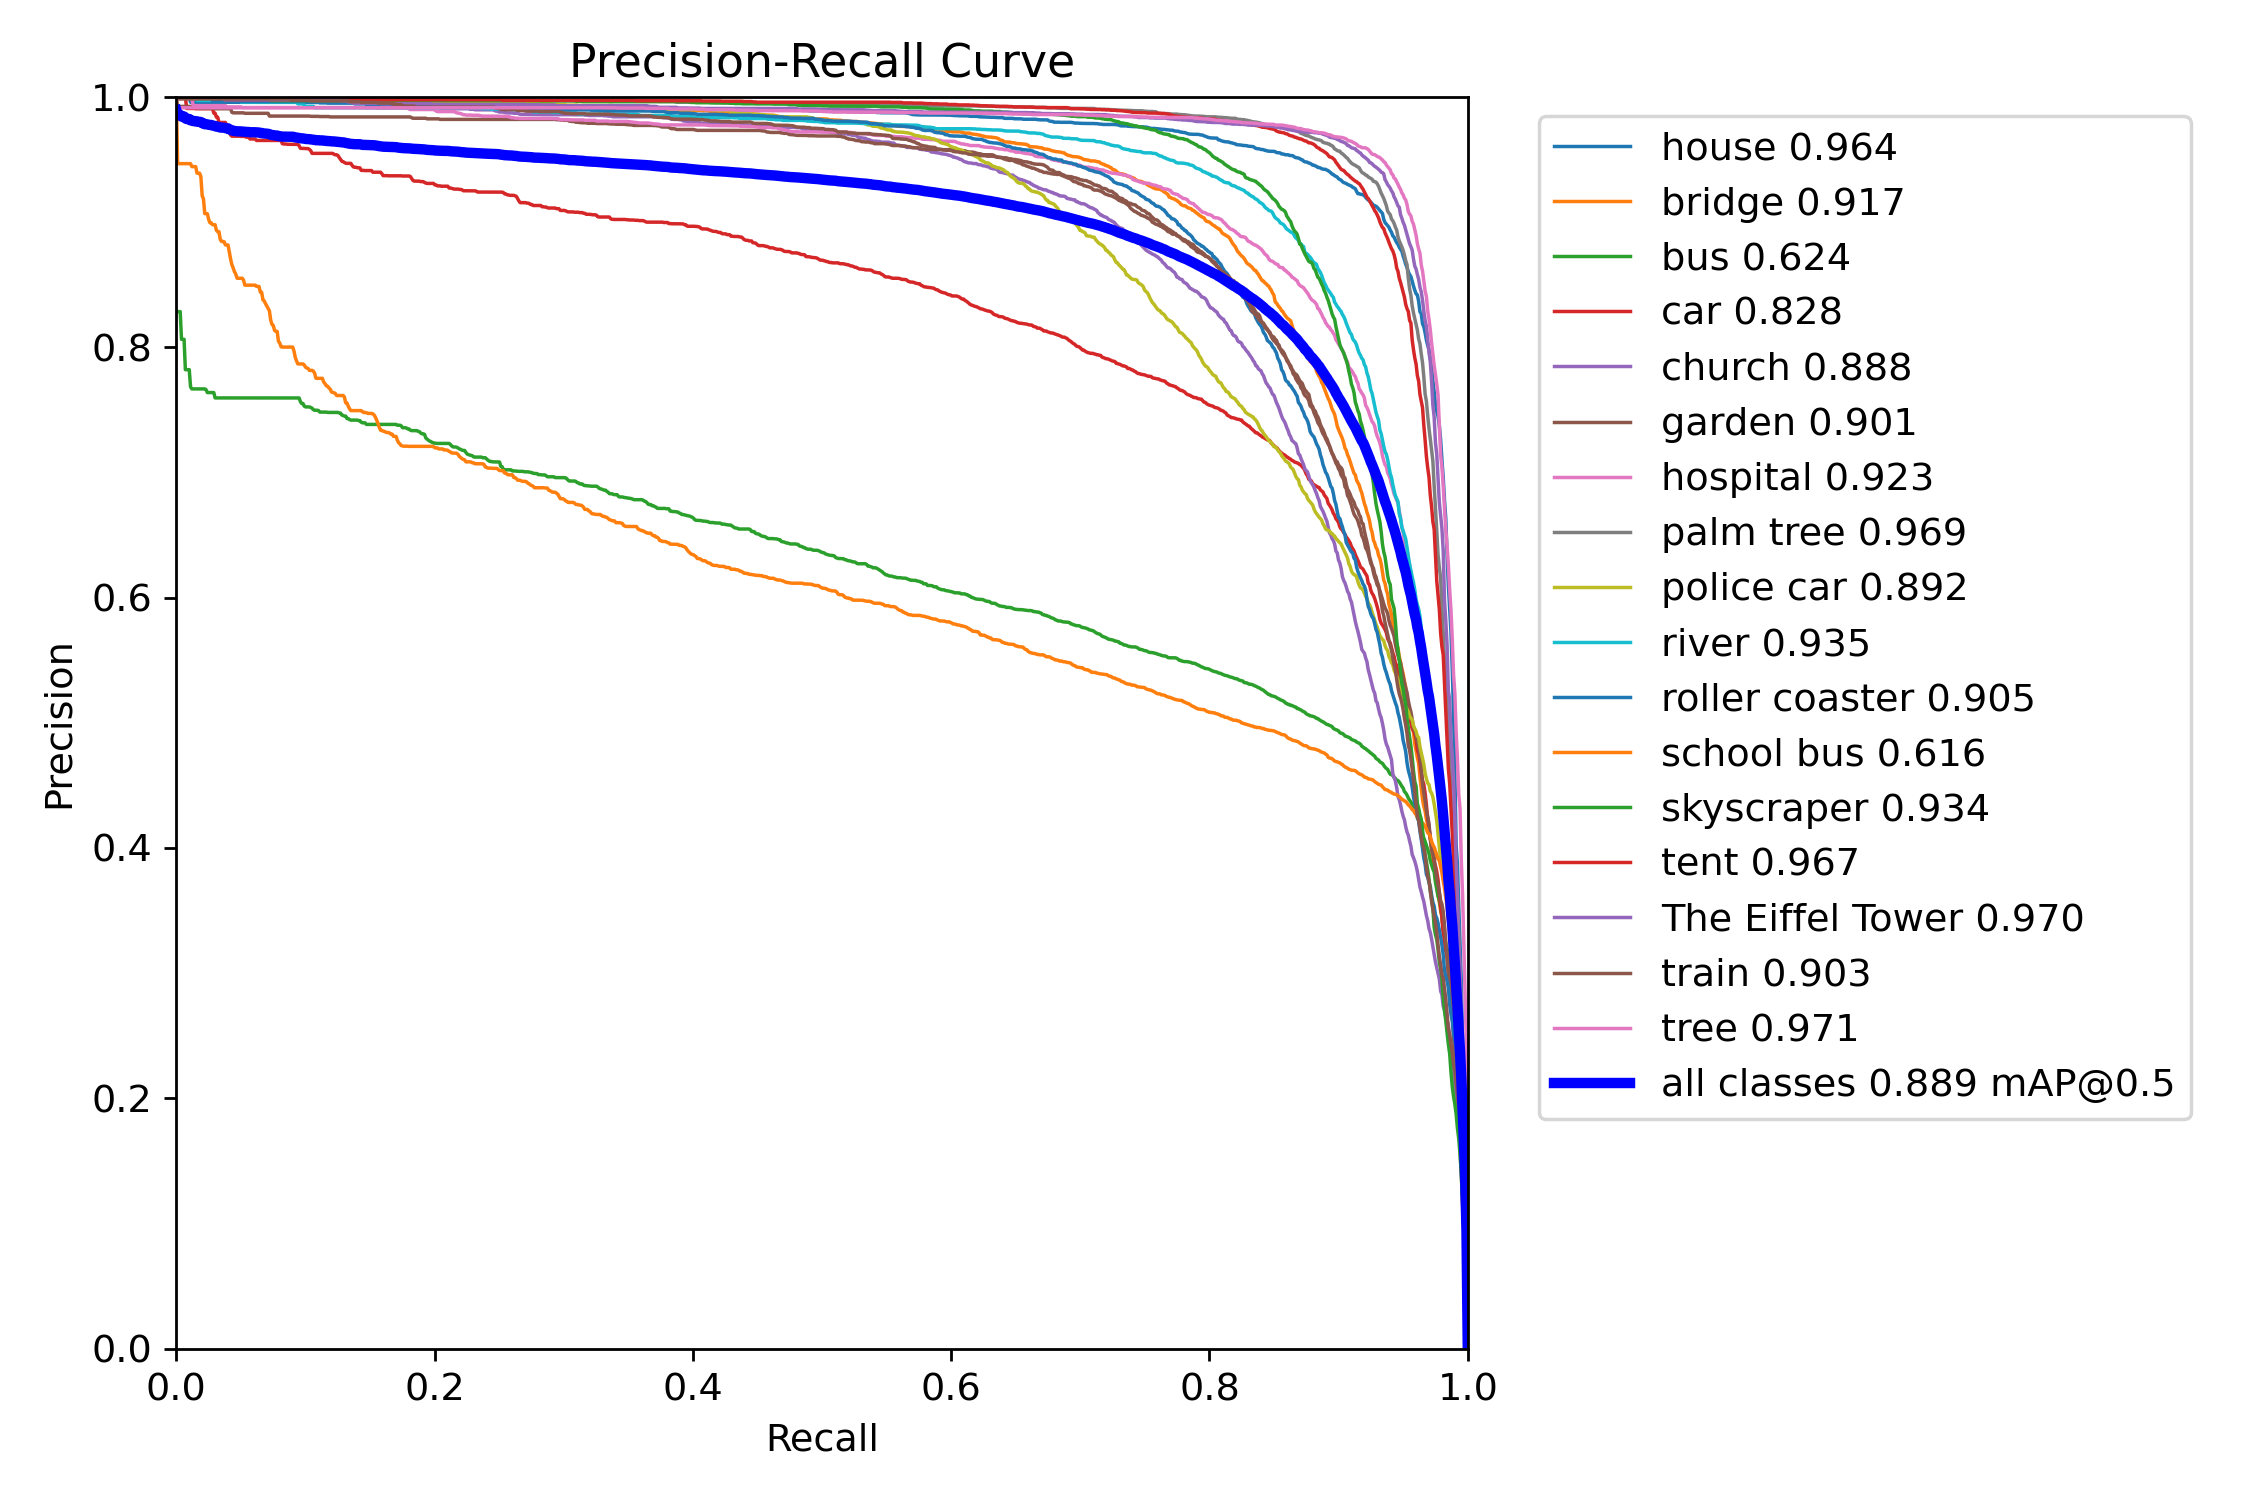 Precision-Recall Curve
1.0
0.8
0.6
0.4
0.2
0.0
Precision
0.0 0.2 0.4 0.6 0.8 1.0
Recall
house 0.964
bridge 0.917
bus 0.624
car 0.828
church 0.888
garden 0.901
hospital 0.923
palm tree 0.969
police car 0.892
river 0.935
roller coaster 0.905
school bus 0.616
skyscraper 0.934
tent 0.967
The Eiffel Tower 0.970
train 0.903
tree 0.971
all classes 0.889 mAP@0.5